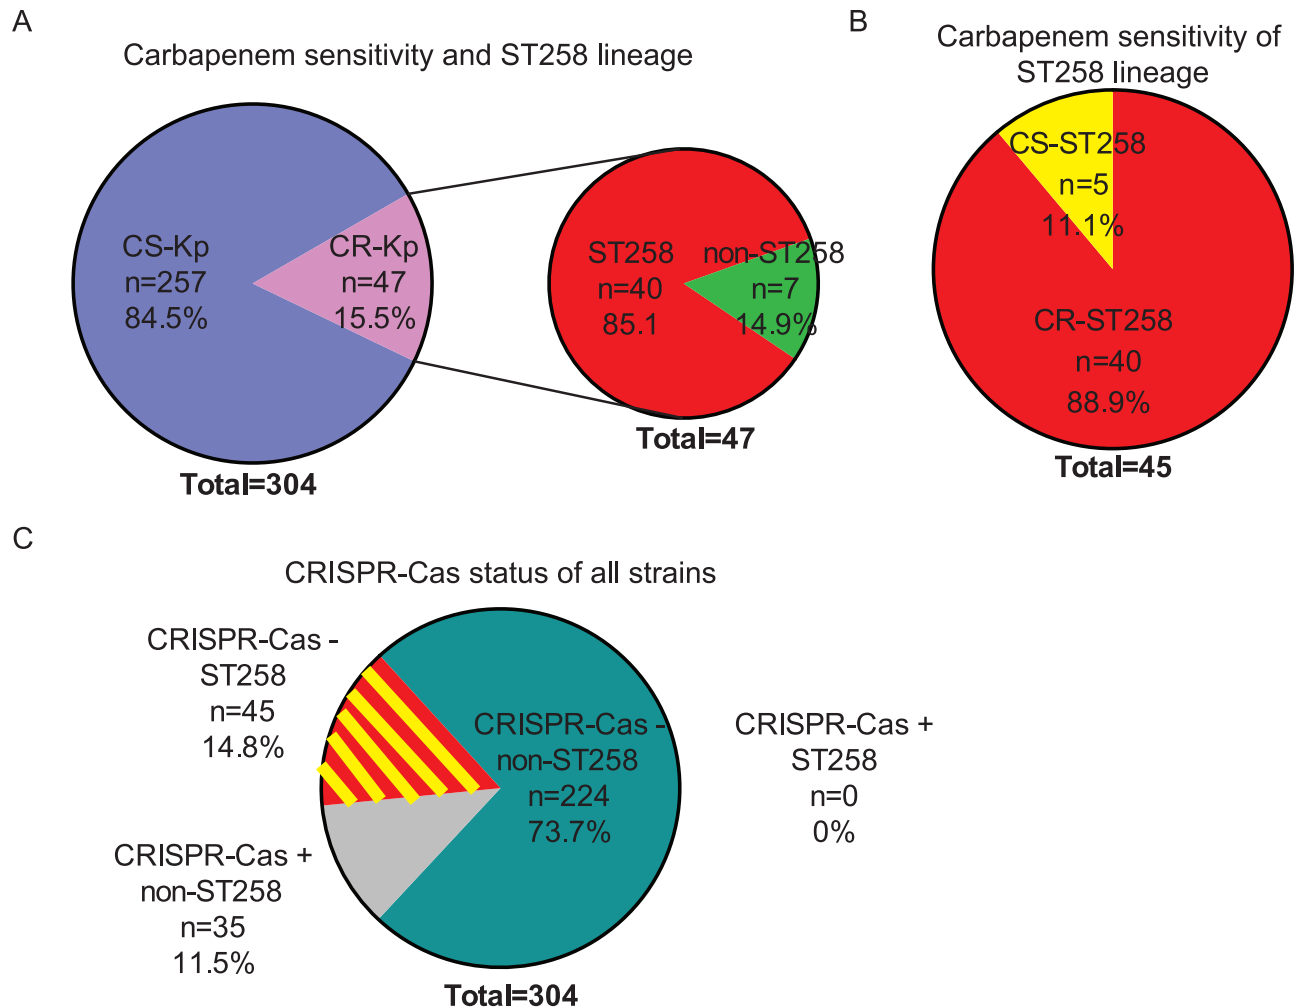 A
Carbapenem sensitivity and ST258 lineage
CS-Kp
n=257
84.5%
CR-Kp
n=47
15.5%
Total=304
ST258
n=40
85.1
non-ST258
n=7
14.9%
Total=47
B
Carbapenem sensitivity of
ST258 lineage
CS-ST258
n=5
11.1%
CR-ST258
n=40
88.9%
Total=45
C
CRISPR-Cas status of all strains
CRISPR-Cas -
ST258
n=45
14.8%
CRISPR-Cas +
non-ST258
n=35
11.5%
CRISPR-Cas -
non-ST258
n=224
73.7%
CRISPR-Cas +
ST258
n=0
0%
Total=304